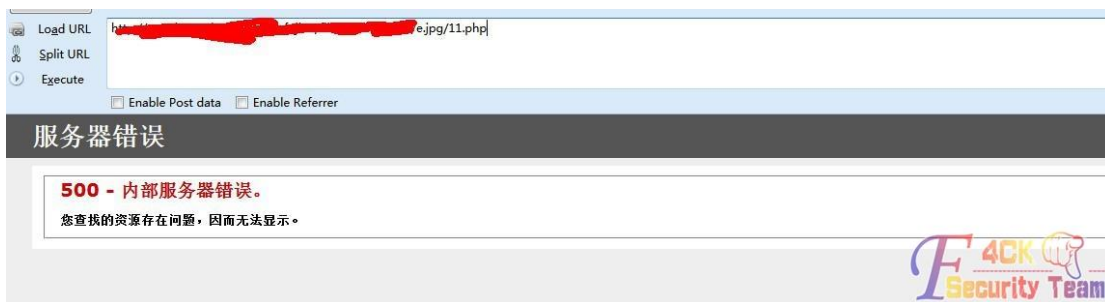 Load URL
e.jpg/11.php
Split URL
Execute
Enable Post data Enable Referrer
服务器错误
500 - 内部服务器错误。
您查找的资源存在问题，因而无法显示。
F4CK
Security Team